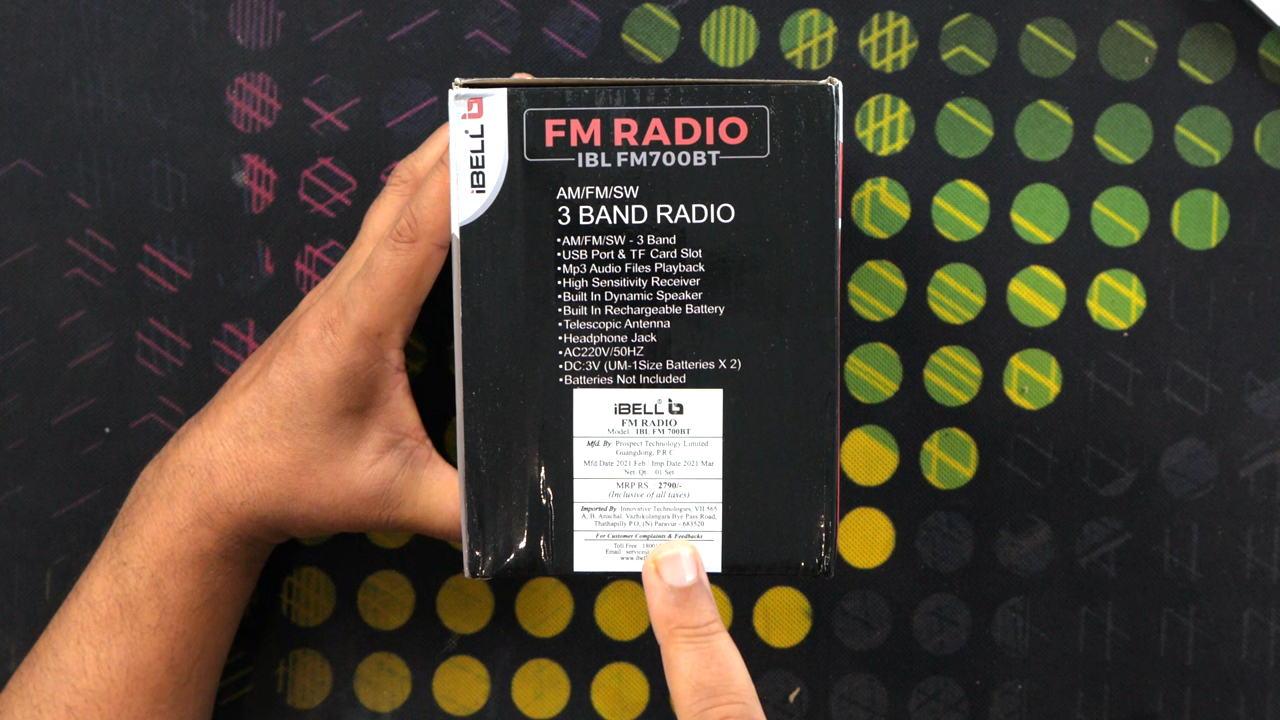 iBELL
FM RADIO
IBL FM700BT
AM/FM/SW
3 BAND RADIO
•AM/FM/SW - 3 Band
•USB Port & TF Card Slot
•Mp3 Audio Files Playback
•High Sensitivity Receiver
•Built In Dynamic Speaker
•Built In Rechargeable Battery
•Telescopic Antenna
•Headphone Jack
•AC220V/50HZ
•DC:3V (UM-1Size Batteries X 2)
•Batteries Not Included
iBELL®
FM RADIO
Model : IBL FM 700BT
Mfd. By: Prospect Technology Limited
Guangdong, P R C
Mfd Date 2021 Feb | Imp Date 2021 Mar
Net. Qt. : 01 Set
MRP RS : 2790/-
(Inclusive of all taxes)
Imported By : Innovative Technologies, VII 565
A, B, Anachal, Vazhikulangara Bye Pass Road,
Thathapilly P.O, (N) Paravur - 683520
For Customer Complaints & Feedbacks
Toll Free :
Email :